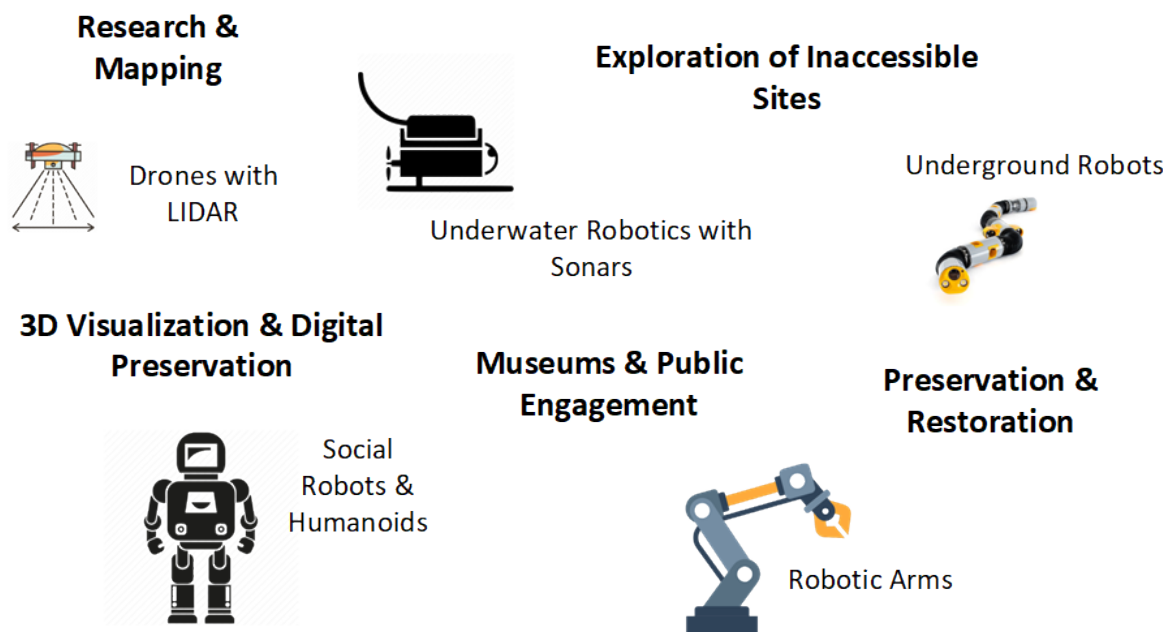 Research &
Mapping
Exploration of Inaccessible
Sites
Drones with
LIDAR
Underwater Robotics with
Sonars
Underground Robots
3D Visualization & Digital
Preservation
Museums & Public
Engagement
Preservation &
Restoration
Social
Robots &
Humanoids
Robotic Arms